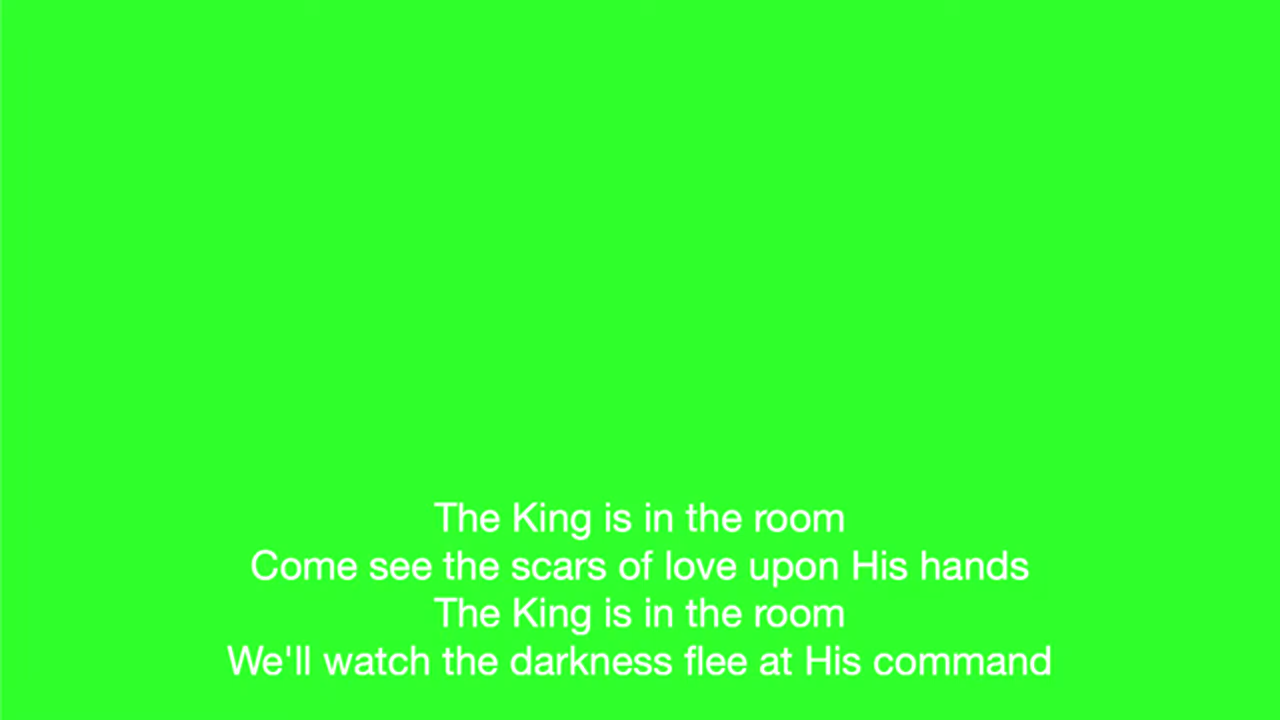 The King is in the room
Come see the scars of love upon His hands
The King is in the room
We'll watch the darkness flee at His command